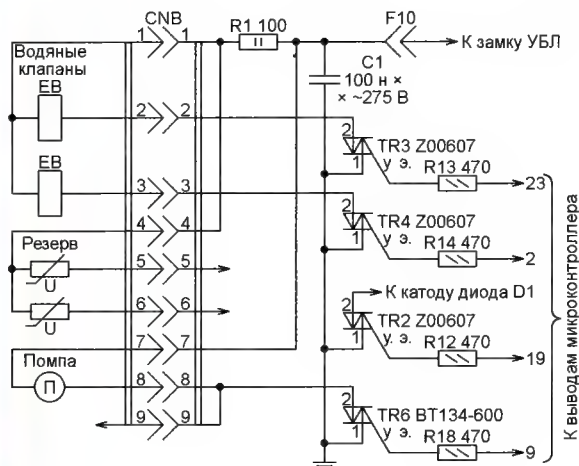 CNB
R1 100
F10
1 1
К замку УБЛ
Водяные
клапаны
C1
100 н ×
× ~275 В
EB
2 2
2
TR3 Z00607
1
у э.
R13 470
23
EB
3 3
2
TR4 Z00607
4 4
1
у э.
R14 470
2
Резерв
5 5
U
К катоду диода D1
6 6
U
2
TR2 Z00607
7 7
1
у э.
R12 470
19
Помпа
П
8 8
9 9
2
TR6 BT134-600
1
у э.
R18 470
9
К выводам микроконтроллера